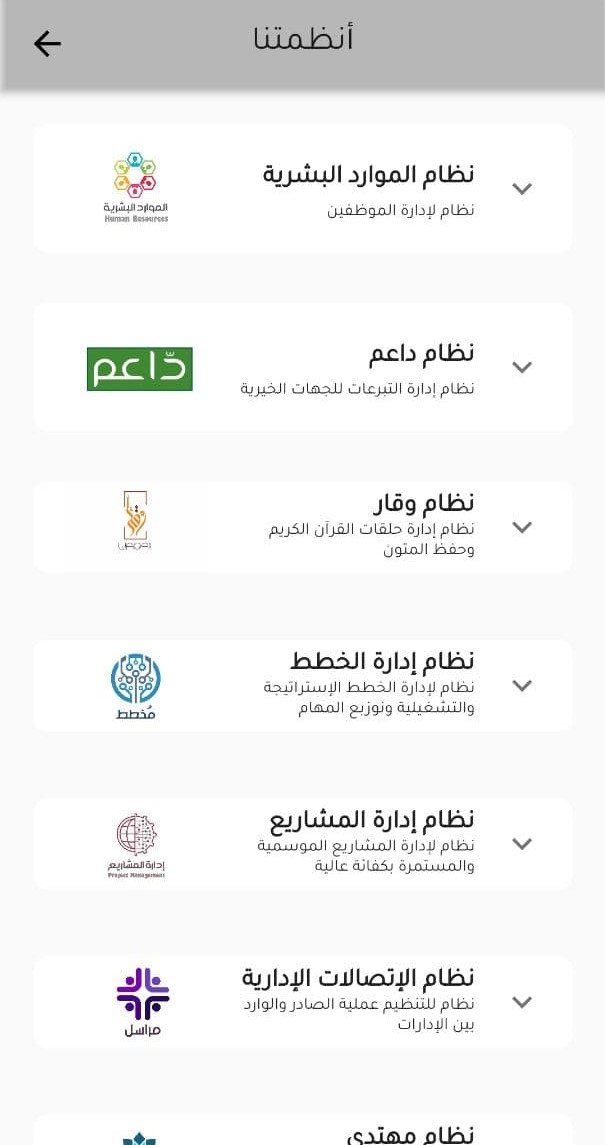 أنظمتنا
نظام الموارد البشرية
نظام لإدارة الموظفين
الموارد البشرية
Human Resources
نظام داعم
نظام إدارة التبرعات للجهات الخيرية
داعم
نظام وقار
نظام إدارة حلقات القرآن الكريم
وحفظ المتون
نظام إدارة الخطط
نظام لإدارة الخطط الإستراتيجة
والتشغيلية ونوزيع المهام
مُخطط
نظام إدارة المشاريع
نظام لإدارة المشاريع الموسمية
والمستمرة بكفائة عالية
إدارة المشاريع
Project Management
نظام الإتصالات الإدارية
نظام للتنظيم عملية الصادر والوارد
بين الإدارات
مراسل
نظام مهتدى